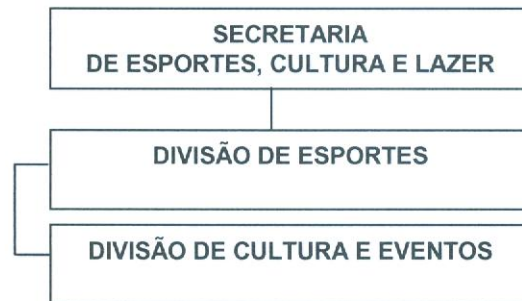 SECRETARIA
DE ESPORTES, CULTURA E LAZER
DIVISÃO DE ESPORTES
DIVISÃO DE CULTURA E EVENTOS